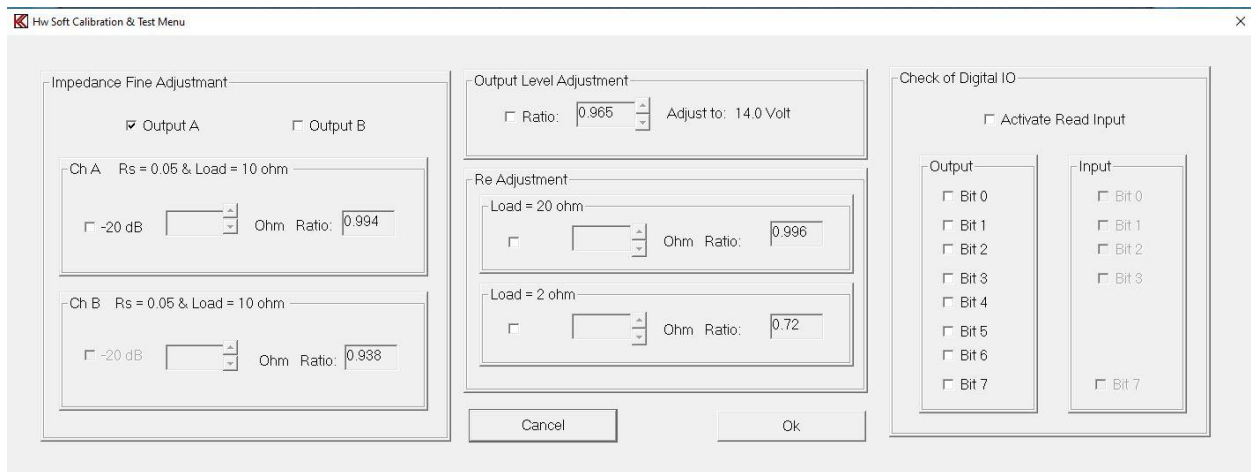 Hw Soft Calibration & Test Menu
Impedance Fine Adjustmant
Output A
Output B
Ch A Rs = 0.05 & Load = 10 ohm
-20 dB
Ohm Ratio: 0.994
Ch B Rs = 0.05 & Load = 10 ohm
-20 dB
Ohm Ratio: 0.938
Output Level Adjustment
Ratio: 0.965 Adjust to: 14.0 Volt
Re Adjustment
Load = 20 ohm
Ohm Ratio: 0.996
Load = 2 ohm
Ohm Ratio: 0.72
Cancel
Ok
Check of Digital IO
Activate Read Input
Output
Bit 0
Bit 1
Bit 2
Bit 3
Bit 4
Bit 5
Bit 6
Bit 7
Input
Bit 0
Bit 1
Bit 2
Bit 3
Bit 7